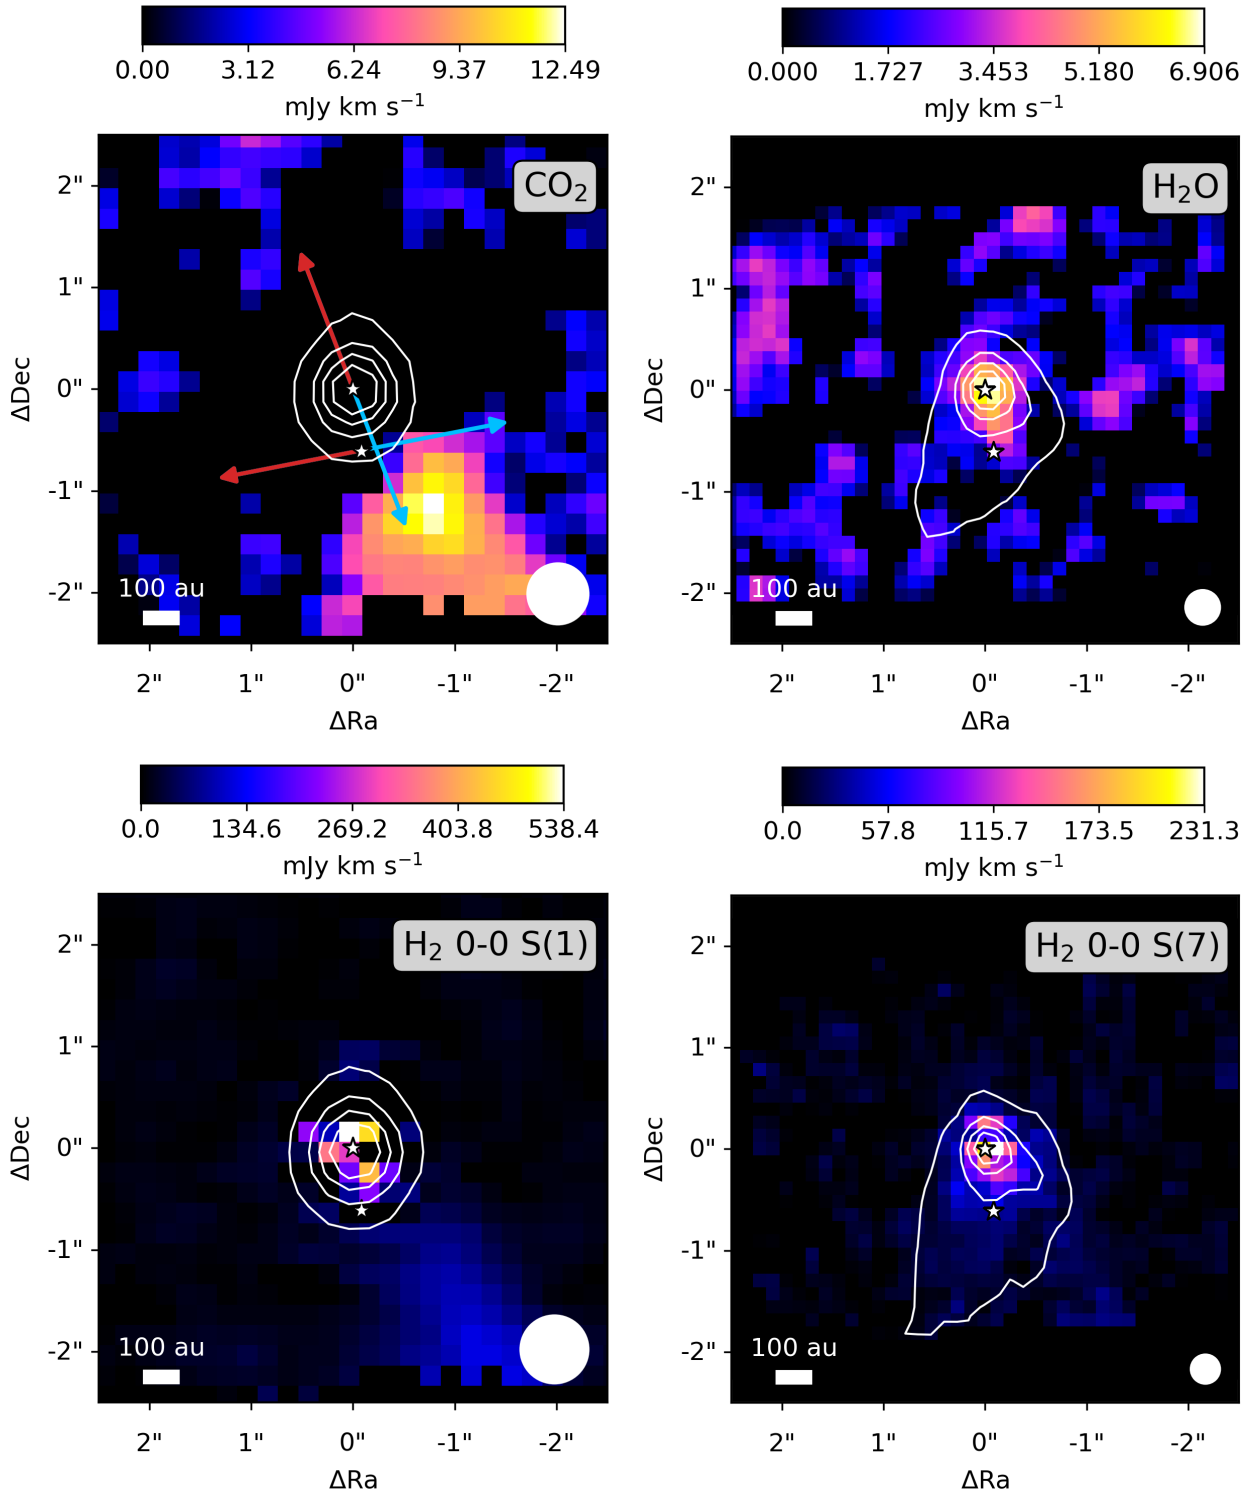 0.00 3.12 6.24 9.37 12.49
mJy km s⁻¹
CO₂
2"
1"
0"
-1"
-2"
ΔDec
100 au
2" 1" 0" -1" -2"
ΔRa
0.000 1.727 3.453 5.180 6.906
mJy km s⁻¹
H₂O
2"
1"
0"
-1"
-2"
ΔDec
100 au
2" 1" 0" -1" -2"
ΔRa
0.0 134.6 269.2 403.8 538.4
mJy km s⁻¹
H₂ 0-0 S(1)
2"
1"
0"
-1"
-2"
ΔDec
100 au
2" 1" 0" -1" -2"
ΔRa
0.0 57.8 115.7 173.5 231.3
mJy km s⁻¹
H₂ 0-0 S(7)
2"
1"
0"
-1"
-2"
ΔDec
100 au
2" 1" 0" -1" -2"
ΔRa